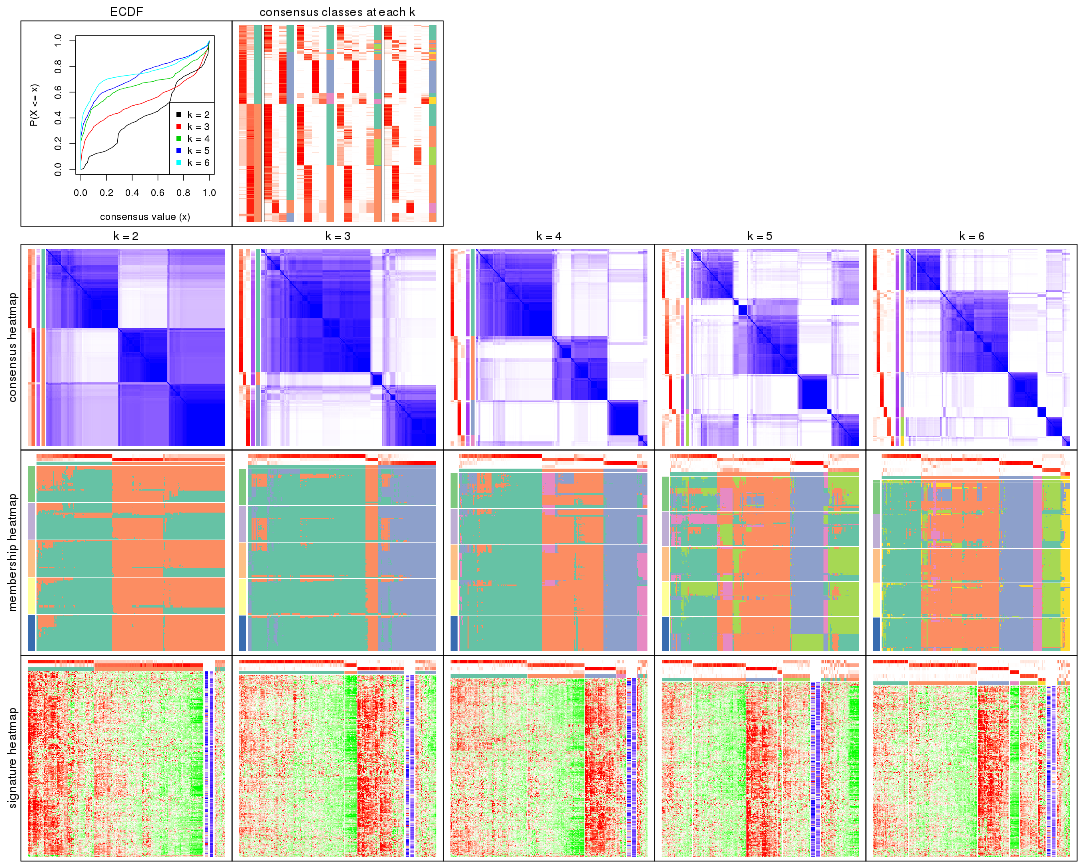 ECDF
consensus classes at each k
P(X <= x)
0.0 0.2 0.4 0.6 0.8 1.0
k = 2
k = 3
k = 4
k = 5
k = 6
0.0 0.2 0.4 0.6 0.8 1.0
consensus value (x)
k = 2 k = 3 k = 4 k = 5 k = 6
consensus heatmap
membership heatmap
signature heatmap